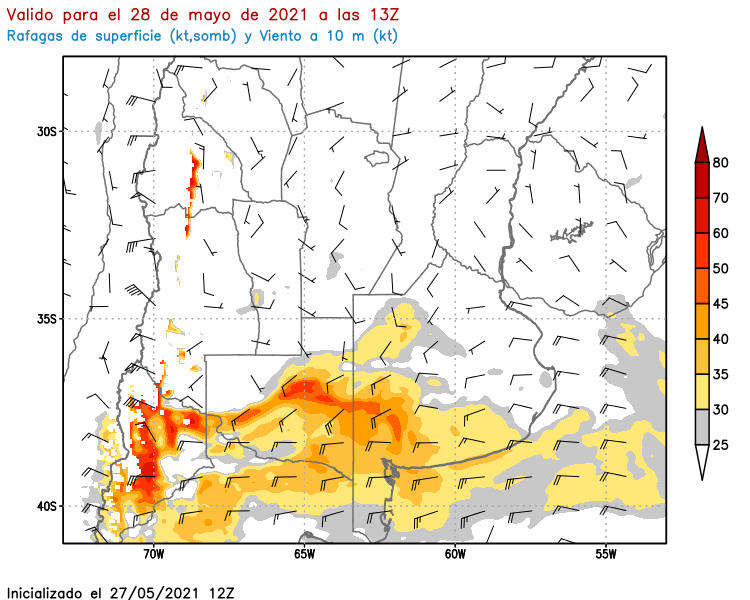 Valido para el 28 de mayo de 2021 a las 13Z
Rafagas de superficie (kt,somb) y Viento a 10 m (kt)
30S
35S
40S
70W
65W
60W
55W
80
70
60
50
45
40
35
30
25
Inicializado el 27/05/2021 12Z